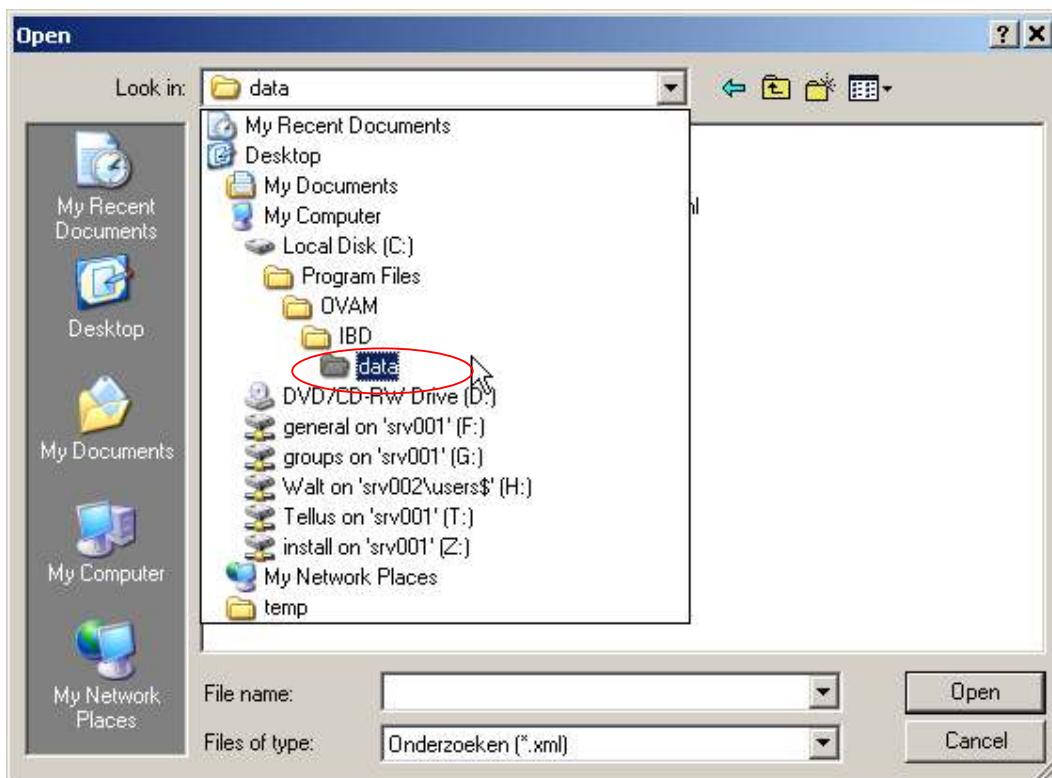 Open
Look in:
data
My Recent Documents
Desktop
My Documents
My Computer
Local Disk (C:)
Program Files
OVAM
IBD
data
DVD/CD-RW Drive (D:)
general on 'srv001' (F:)
groups on 'srv001' (G:)
Walt on 'srv002\users$' (H:)
Tellus on 'srv001' (T:)
install on 'srv001' (Z:)
My Network Places
temp
My Recent
Documents
Desktop
My Documents
My Computer
My Network
Places
File name:
Open
Files of type:
Onderzoeken (*.xml)
Cancel